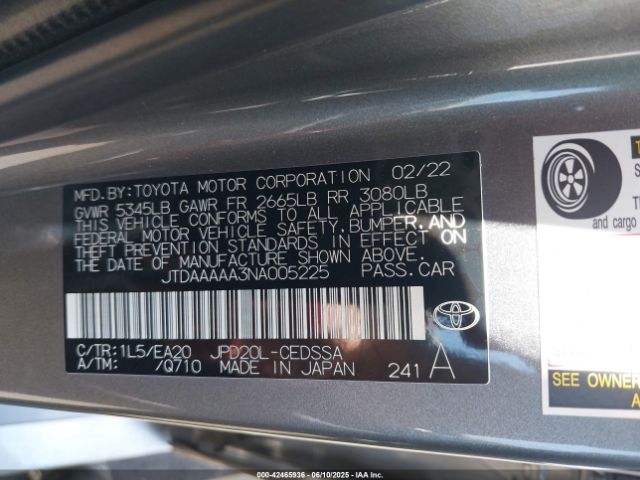 MFD.BY:TOYOTA MOTOR CORPORATION 02/22
GVWR 5345LB GAWR FR 2665LB RR 3080LB
THIS VEHICLE CONFORMS TO ALL APPLICABLE
FEDERAL MOTOR VEHICLE SAFETY,BUMPER,AND
THEFT PREVENTION STANDARDS IN EFFECT ON
THE DATE OF MANUFACTURE SHOWN ABOVE.
JTDAAAAA3NA005225 PASS.CAR
C/TR:1L5/EA20 JPD20L-CEDSSA
A/TM: /Q710 MADE IN JAPAN 241 A
and cargo
SEE OWNER
A
000-42465936 - 06/10/2025 - IAAI.COM